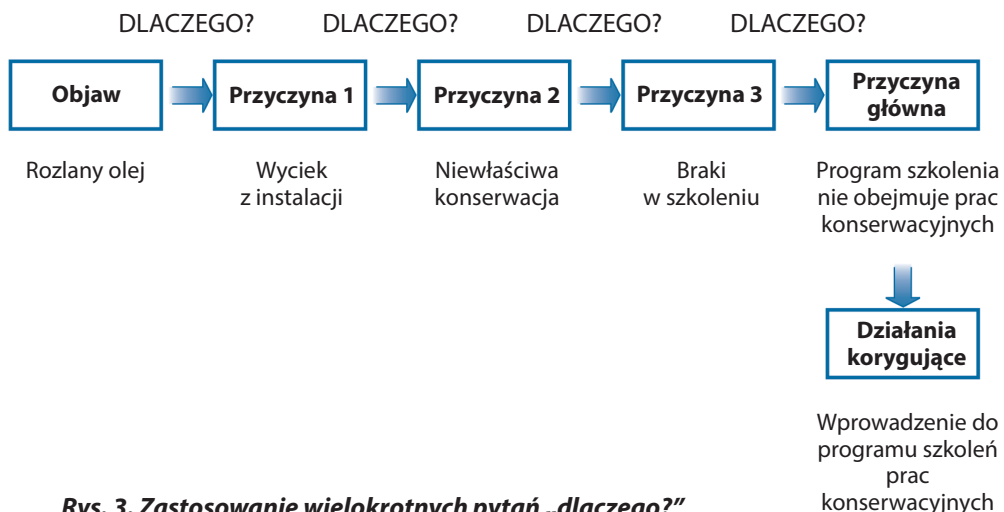 DLACZEGO? DLACZEGO? DLACZEGO? DLACZEGO?
Objaw
Przyczyna 1
Przyczyna 2
Przyczyna 3
Przyczyna
główna
Rozlany olej
Wyciek
z instalacji
Niewłaściwa
konserwacja
Braki
w szkoleniu
Program szkolenia
nie obejmuje prac
konserwacyjnych
Działania
korygujące
Wprowadzenie do
programu szkoleń
prac
konserwacyjnych
Rys. 3. Zastosowanie wielokrotnych pytań „dlaczego?”